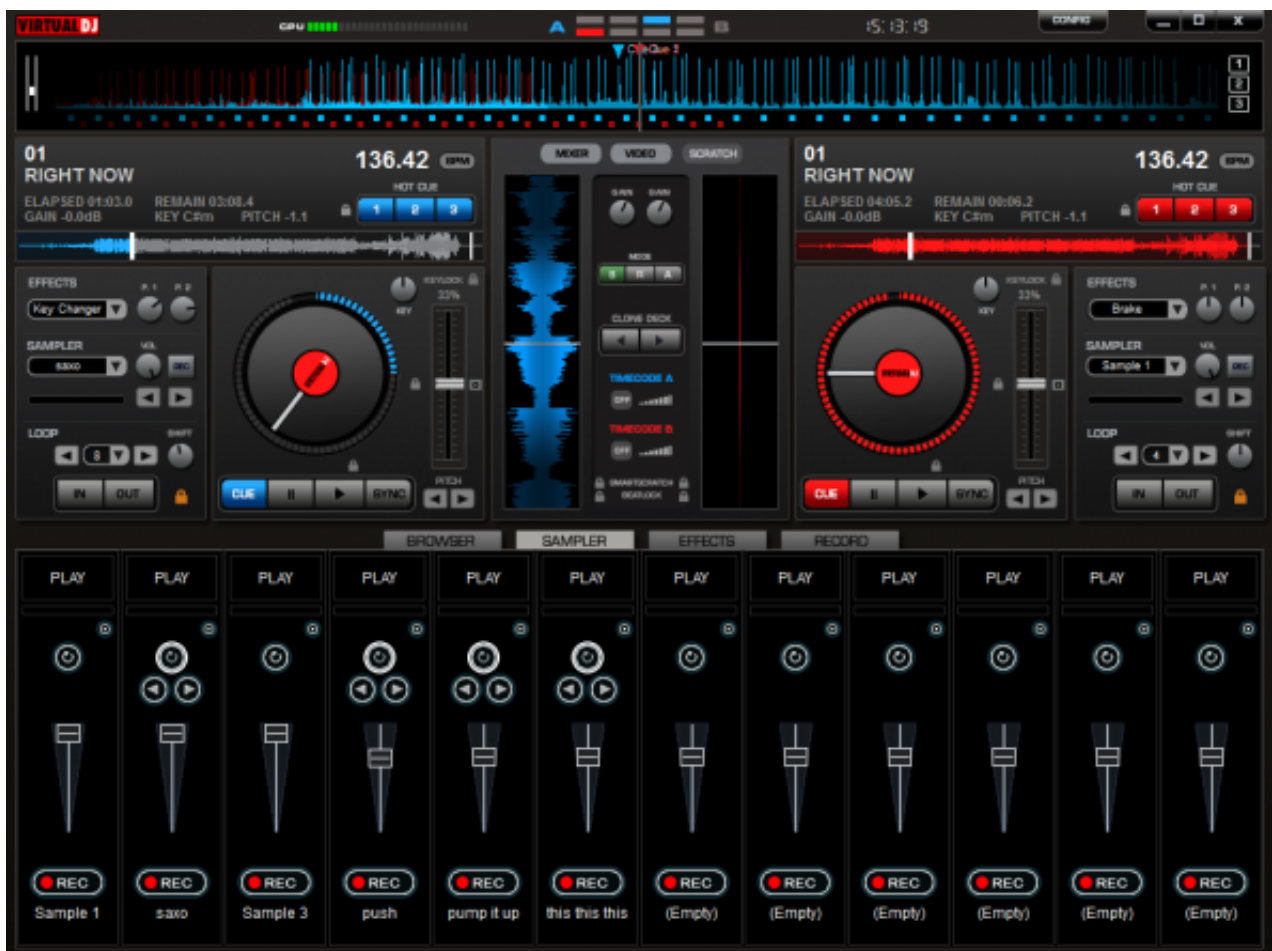 VIRTUAL DJ
CPU
A
B
15:13:19
CONFIG
X
1
2
3
01
RIGHT NOW
136.42 BPM
HOT CUE
ELAPSED 01:03.0 REMAIN 03:08.4
GAIN -0.0dB KEY C#m PITCH -1.1
1 2 3
MIXER VIDEO SCRATCH
GAIN GAIN
MODE
S R A
CLONE DECK
TIMECODE A
OFF
TIMECODE B
OFF
SMARTSCRATCH
BEATLOCK
01
RIGHT NOW
136.42 BPM
HOT CUE
ELAPSED 04:05.2 REMAIN 00:06.2
GAIN -0.0dB KEY C#m PITCH -1.1
1 2 3
EFFECTS P. 1 P. 2
Key Changer
SAMPLER VOL
saxo REC
LOOP SHIFT
8
IN OUT
KEYLOCK
33%
KEY
VIRTUALDJ
PITCH
CUE II SYNC
KEYLOCK
33%
KEY
VIRTUALDJ
PITCH
CUE II SYNC
EFFECTS P. 1 P. 2
Brake
SAMPLER VOL
Sample 1 REC
LOOP SHIFT
4
IN OUT
BROWSER SAMPLER EFFECTS RECORD
PLAY PLAY PLAY PLAY PLAY PLAY PLAY PLAY PLAY PLAY PLAY PLAY
REC REC REC REC REC REC REC REC REC REC REC REC
Sample 1 saxo Sample 3 push pump it up this this this (Empty) (Empty) (Empty) (Empty) (Empty) (Empty)